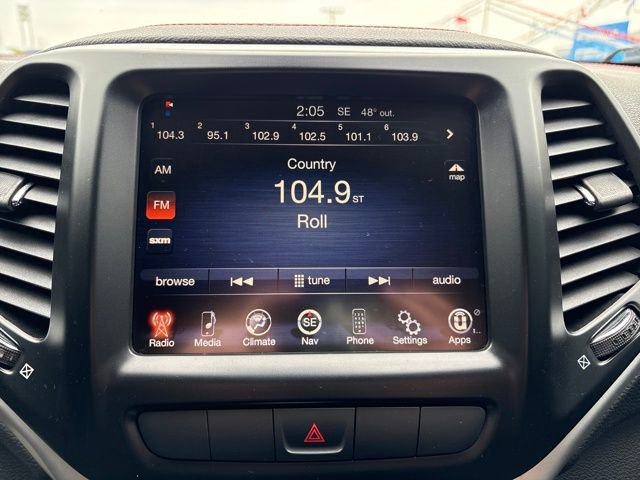 2:05 SE 48° out.
1 104.3 2 95.1 3 102.9 4 102.5 5 101.1 6 103.9
Country
AM
map
104.9 ST
FM
Roll
sxm
browse tune audio
SE
Radio Media Climate Nav Phone Settings Apps